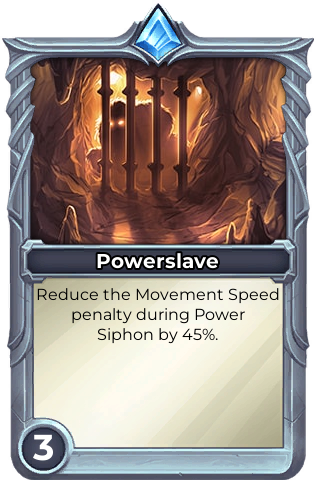 Powerslave
Reduce the Movement Speed
penalty during Power
Siphon by 45%.
3